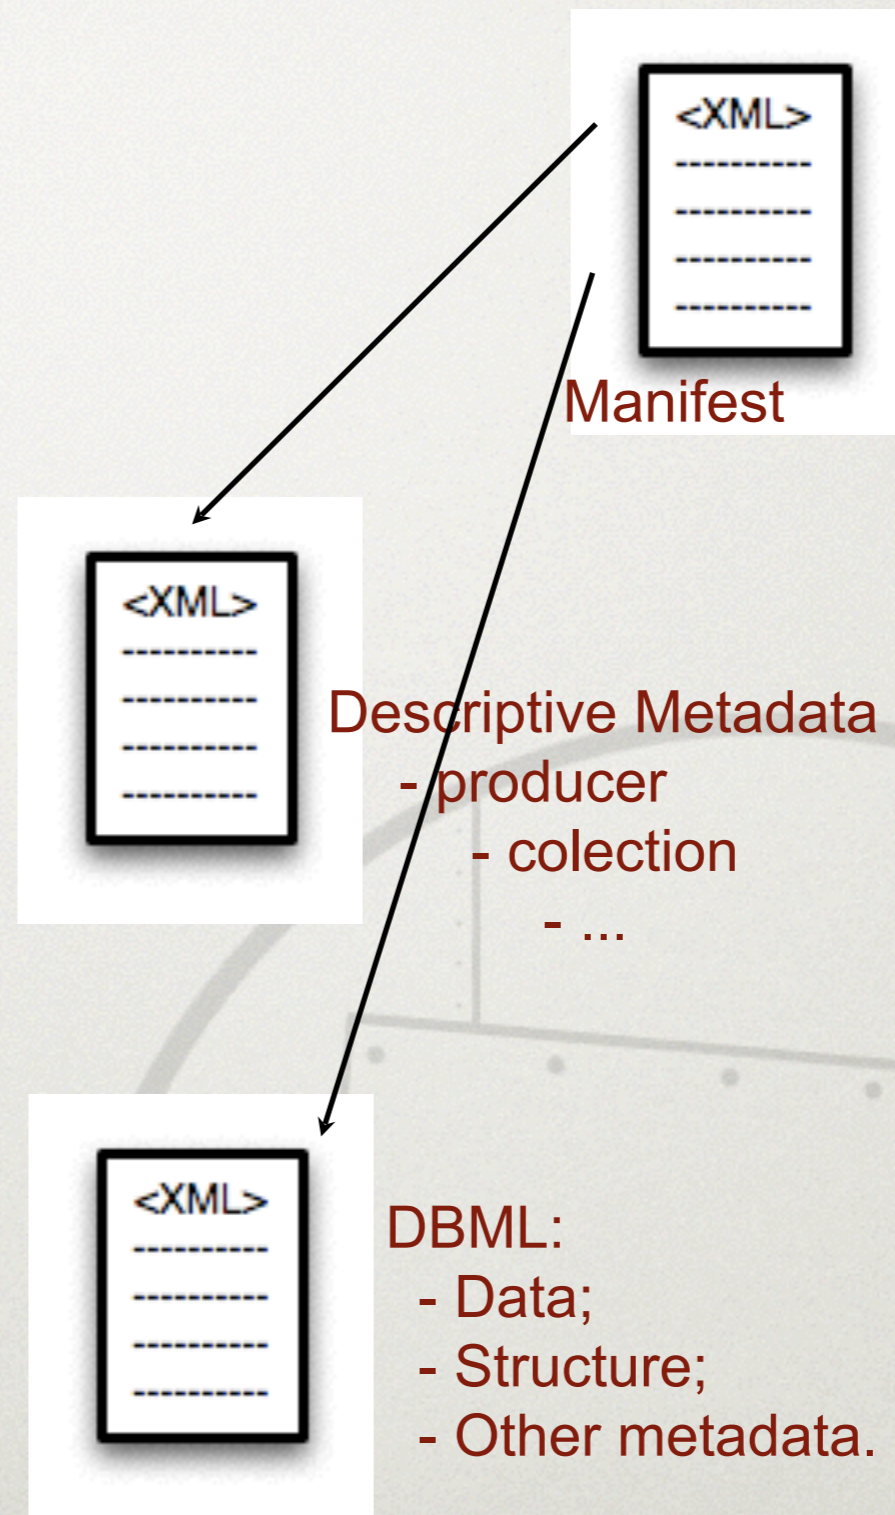 <XML>
----------
----------
----------
----------
Manifest
<XML>
----------
----------
----------
----------
Descriptive Metadata
- producer
- colection
- ...
<XML>
----------
----------
----------
----------
DBML:
- Data;
- Structure;
- Other metadata.